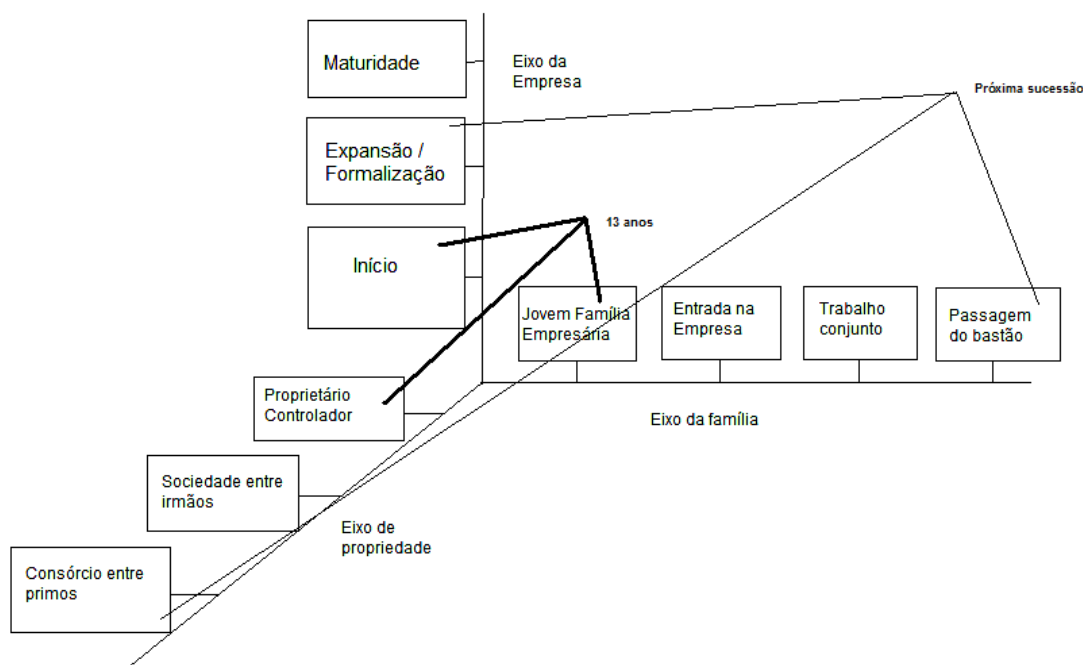 Maturidade
Eixo da
Empresa
Próxima sucessão
Expansão /
Formalização
13 anos
Início
Jovem Família
Empresária
Entrada na
Empresa
Trabalho
conjunto
Passagem
do bastão
Proprietário
Controlador
Eixo da família
Sociedade entre
irmãos
Eixo de
propriedade
Consórcio entre
primos